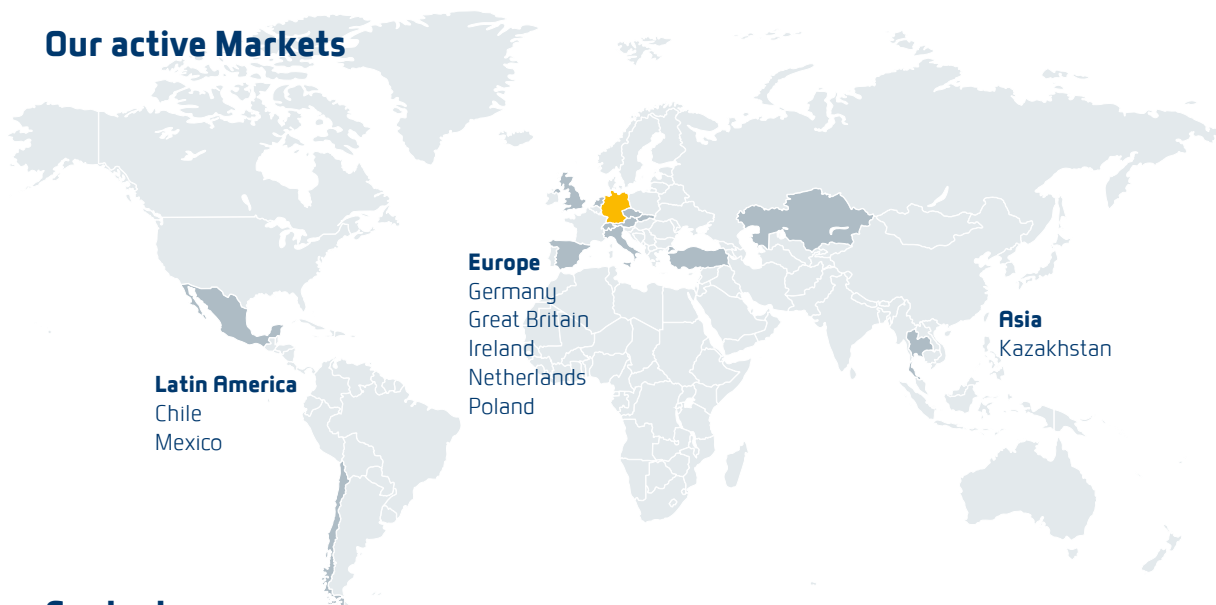 Our active Markets
Europe
Germany
Great Britain
Ireland
Netherlands
Poland
Asia
Kazakhstan
Latin America
Chile
Mexico